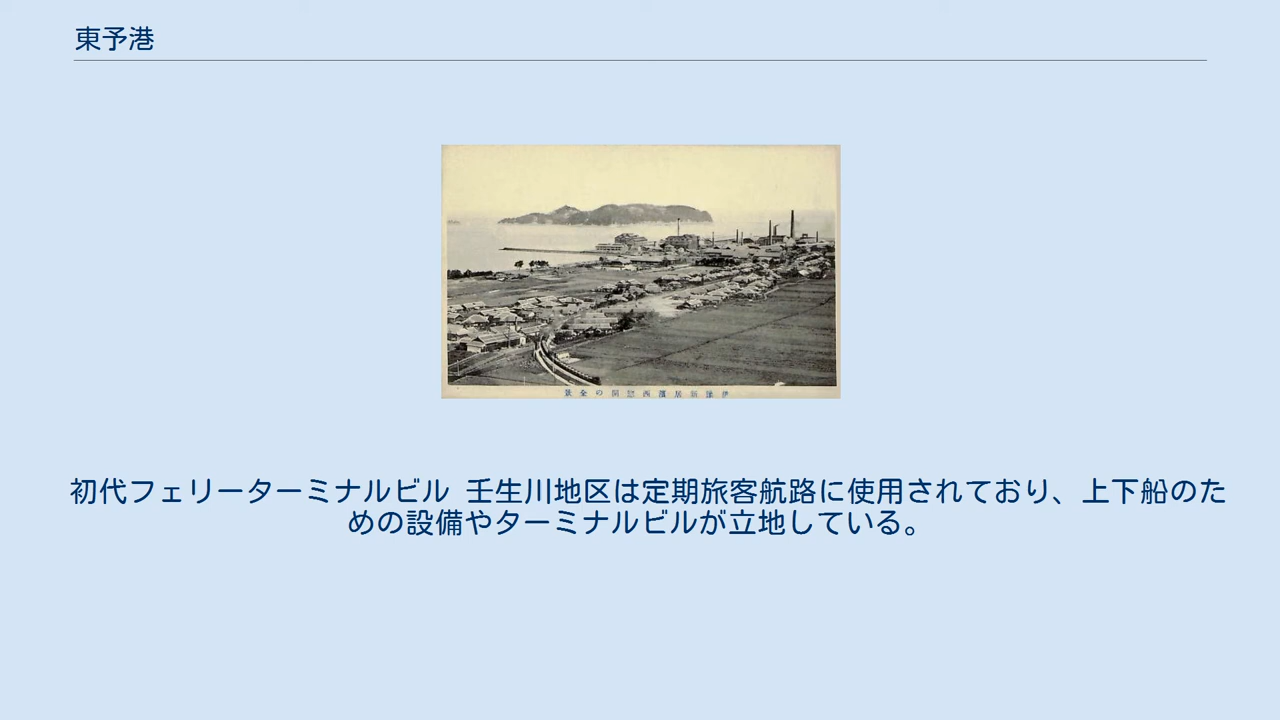 東予港
初代フェリーターミナルビル 壬生川地区は定期旅客航路に使用されており、上下船のた
めの設備やターミナルビルが立地している。